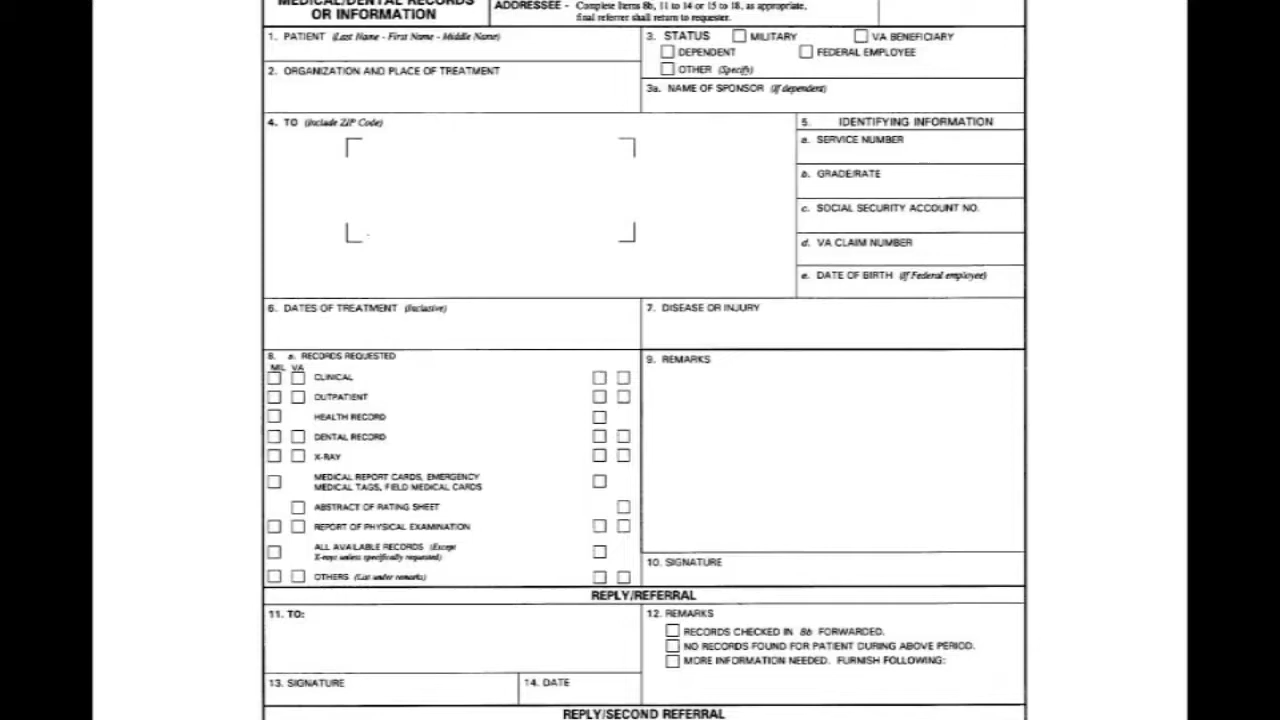 MEDICAL/DENTAL RECORDS
OR INFORMATION
ADDRESSEE - Complete Items 8b, 11 to 14 or 15 to 18, as appropriate,
final referrer shall return to requester.
1. PATIENT (Last Name - First Name - Middle Name)
3. STATUS MILITARY VA BENEFICIARY
DEPENDENT FEDERAL EMPLOYEE
OTHER (Specify)
2. ORGANIZATION AND PLACE OF TREATMENT
3a. NAME OF SPONSOR (If dependent)
4. TO (Include ZIP Code)
5. IDENTIFYING INFORMATION
a. SERVICE NUMBER
b. GRADE/RATE
c. SOCIAL SECURITY ACCOUNT NO.
d. VA CLAIM NUMBER
e. DATE OF BIRTH (If Federal employee)
6. DATES OF TREATMENT (Inclusive)
7. DISEASE OR INJURY
8. a. RECORDS REQUESTED
MIL VA
CLINICAL
OUTPATIENT
HEALTH RECORD
DENTAL RECORD
X-RAY
MEDICAL REPORT CARDS, EMERGENCY
MEDICAL TAGS, FIELD MEDICAL CARDS
ABSTRACT OF RATING SHEET
REPORT OF PHYSICAL EXAMINATION
ALL AVAILABLE RECORDS (Except
X-rays unless specifically requested)
OTHERS (List under remarks)
9. REMARKS
10. SIGNATURE
REPLY/REFERRAL
11. TO:
12. REMARKS
RECORDS CHECKED IN 8b FORWARDED.
NO RECORDS FOUND FOR PATIENT DURING ABOVE PERIOD.
MORE INFORMATION NEEDED. FURNISH FOLLOWING:
13. SIGNATURE
14. DATE
REPLY/SECOND REFERRAL